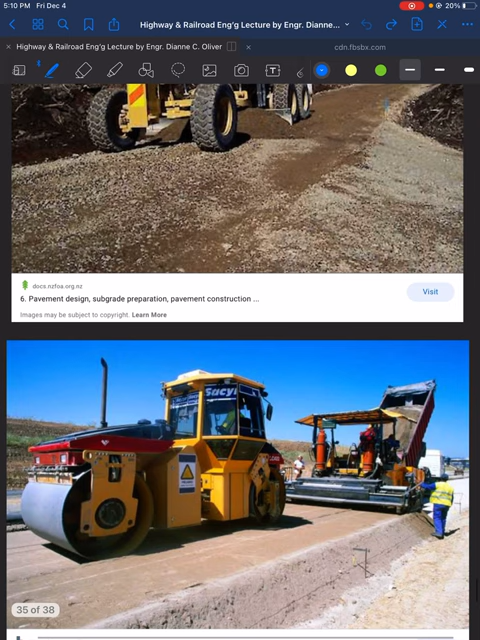 5:10 PM Fri Dec 4
20%
Highway & Railroad Eng'g Lecture by Engr. Dianne...
Highway & Railroad Eng'g Lecture by Engr. Dianne C. Oliver
cdn.fbsbx.com
T
docs.nzfoa.org.nz
6. Pavement design, subgrade preparation, pavement construction ...
Visit
Images may be subject to copyright. Learn More
Sacyr
35 of 38